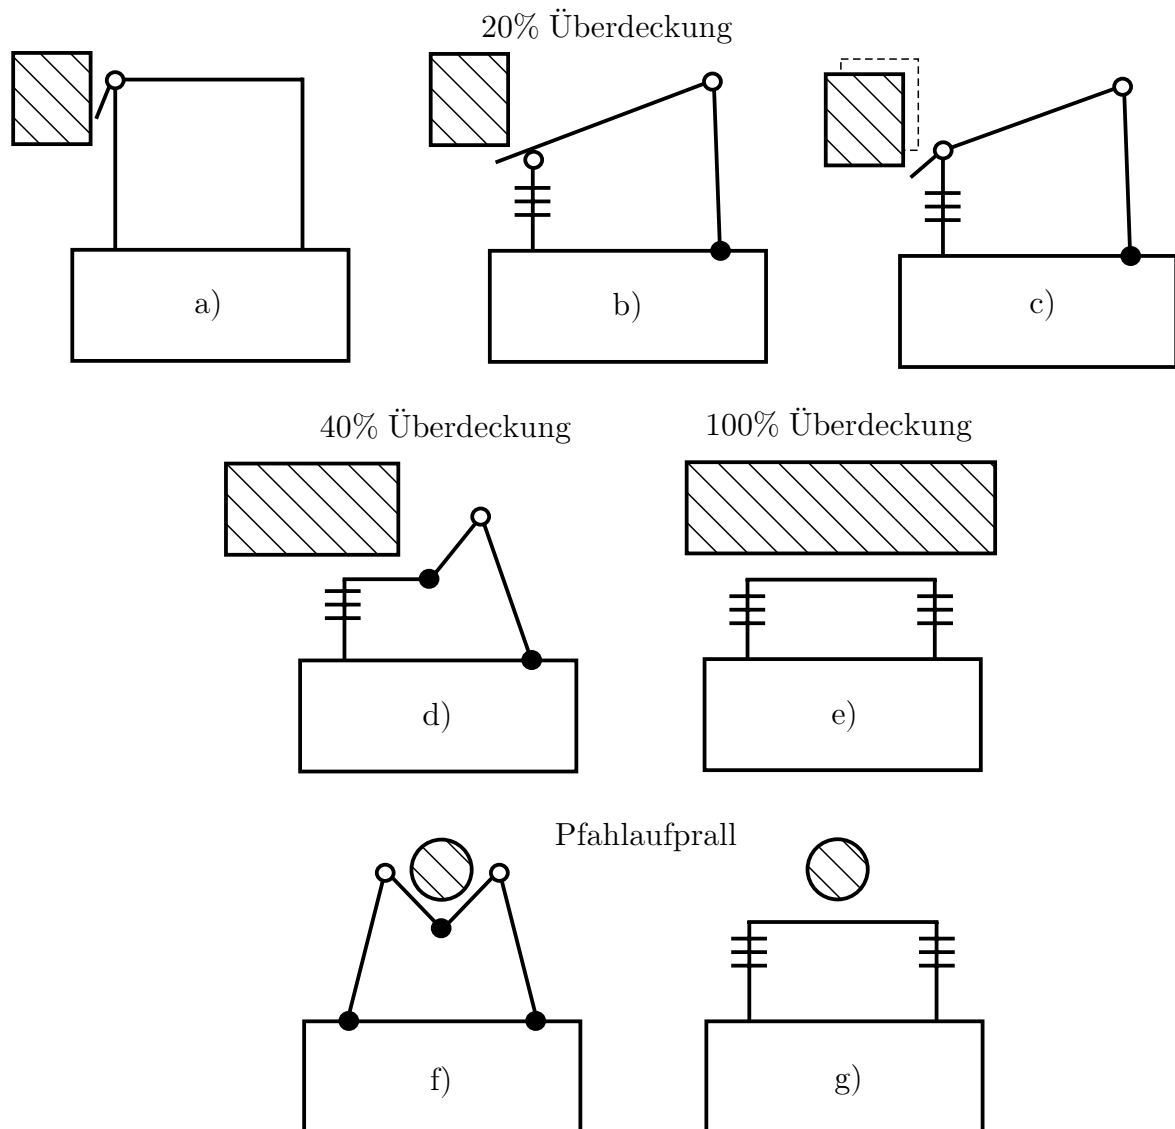 20% Überdeckung
a)
b)
c)
40% Überdeckung
100% Überdeckung
d)
e)
Pfahlaufprall
f)
g)